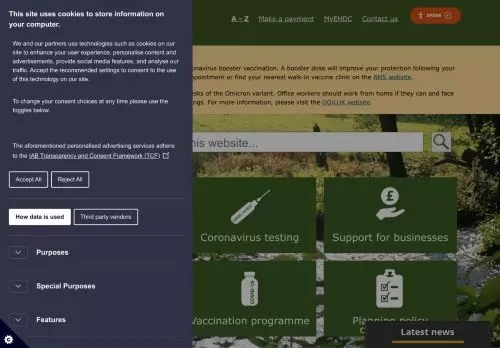 This site uses cookies to store information on
your computer.
We and our partners use technologies such as cookies on our
site to enhance your user experience, personalise content and
advertisements, provide social media features, and analyse our
traffic. Accept the recommended settings to consent to the use
of this technology on our site.
To change your consent choices at any time please use the
toggles below.
The aforementioned personalised advertising services adhere
to the IAB Transparency and Consent Framework (TCF)
Accept All
Reject All
How data is used
Third party vendors
Purposes
Special Purposes
Features
A - Z
Make a payment
MyEHDC
Contact us
SPEAK
onavirus booster vaccination. A booster dose will improve your protection following your
pointment or find your nearest walk-in vaccine clinic on the NHS website.
sks of the Omicron variant. Office workers should work from home if they can and face
ngs. For more information, please visit the GOV.UK website.
this website...
Coronavirus testing
Support for businesses
COVID-19
Vaccination programme
Planning policy
Latest news